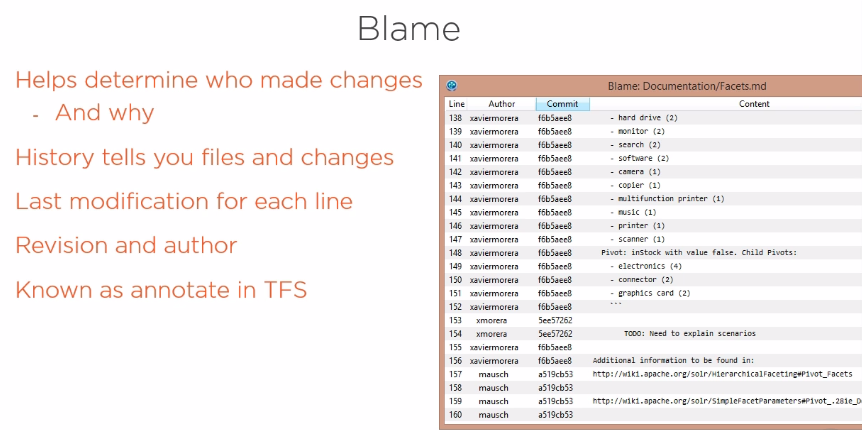 Blame
Helps determine who made changes
- And why
History tells you files and changes
Last modification for each line
Revision and author
Known as annotate in TFS
Blame: Documentation/Facets.md
Line Author Commit Content
138 xaviermorera f6b5aee8 - hard drive (2)
139 xaviermorera f6b5aee8 - monitor (2)
140 xaviermorera f6b5aee8 - search (2)
141 xaviermorera f6b5aee8 - software (2)
142 xaviermorera f6b5aee8 - camera (1)
143 xaviermorera f6b5aee8 - copier (1)
144 xaviermorera f6b5aee8 - multifunction printer (1)
145 xaviermorera f6b5aee8 - music (1)
146 xaviermorera f6b5aee8 - printer (1)
147 xaviermorera f6b5aee8 - scanner (1)
148 xaviermorera f6b5aee8 Pivot: inStock with value false. Child Pivots:
149 xaviermorera f6b5aee8 - electronics (4)
150 xaviermorera f6b5aee8 - connector (2)
151 xaviermorera f6b5aee8 - graphics card (2)
152 xaviermorera f6b5aee8 ```
153 xmorera 5ee57262
154 xmorera 5ee57262 TODO: Need to explain scenarios
155 xaviermorera f6b5aee8
156 xaviermorera f6b5aee8 Additional information to be found in:
157 mausch a519cb53 http://wiki.apache.org/solr/HierarchicalFaceting#Pivot_Facets
158 mausch a519cb53
159 mausch a519cb53 http://wiki.apache.org/solr/SimpleFacetParameters#Pivot_.281e_D
160 mausch a519cb53